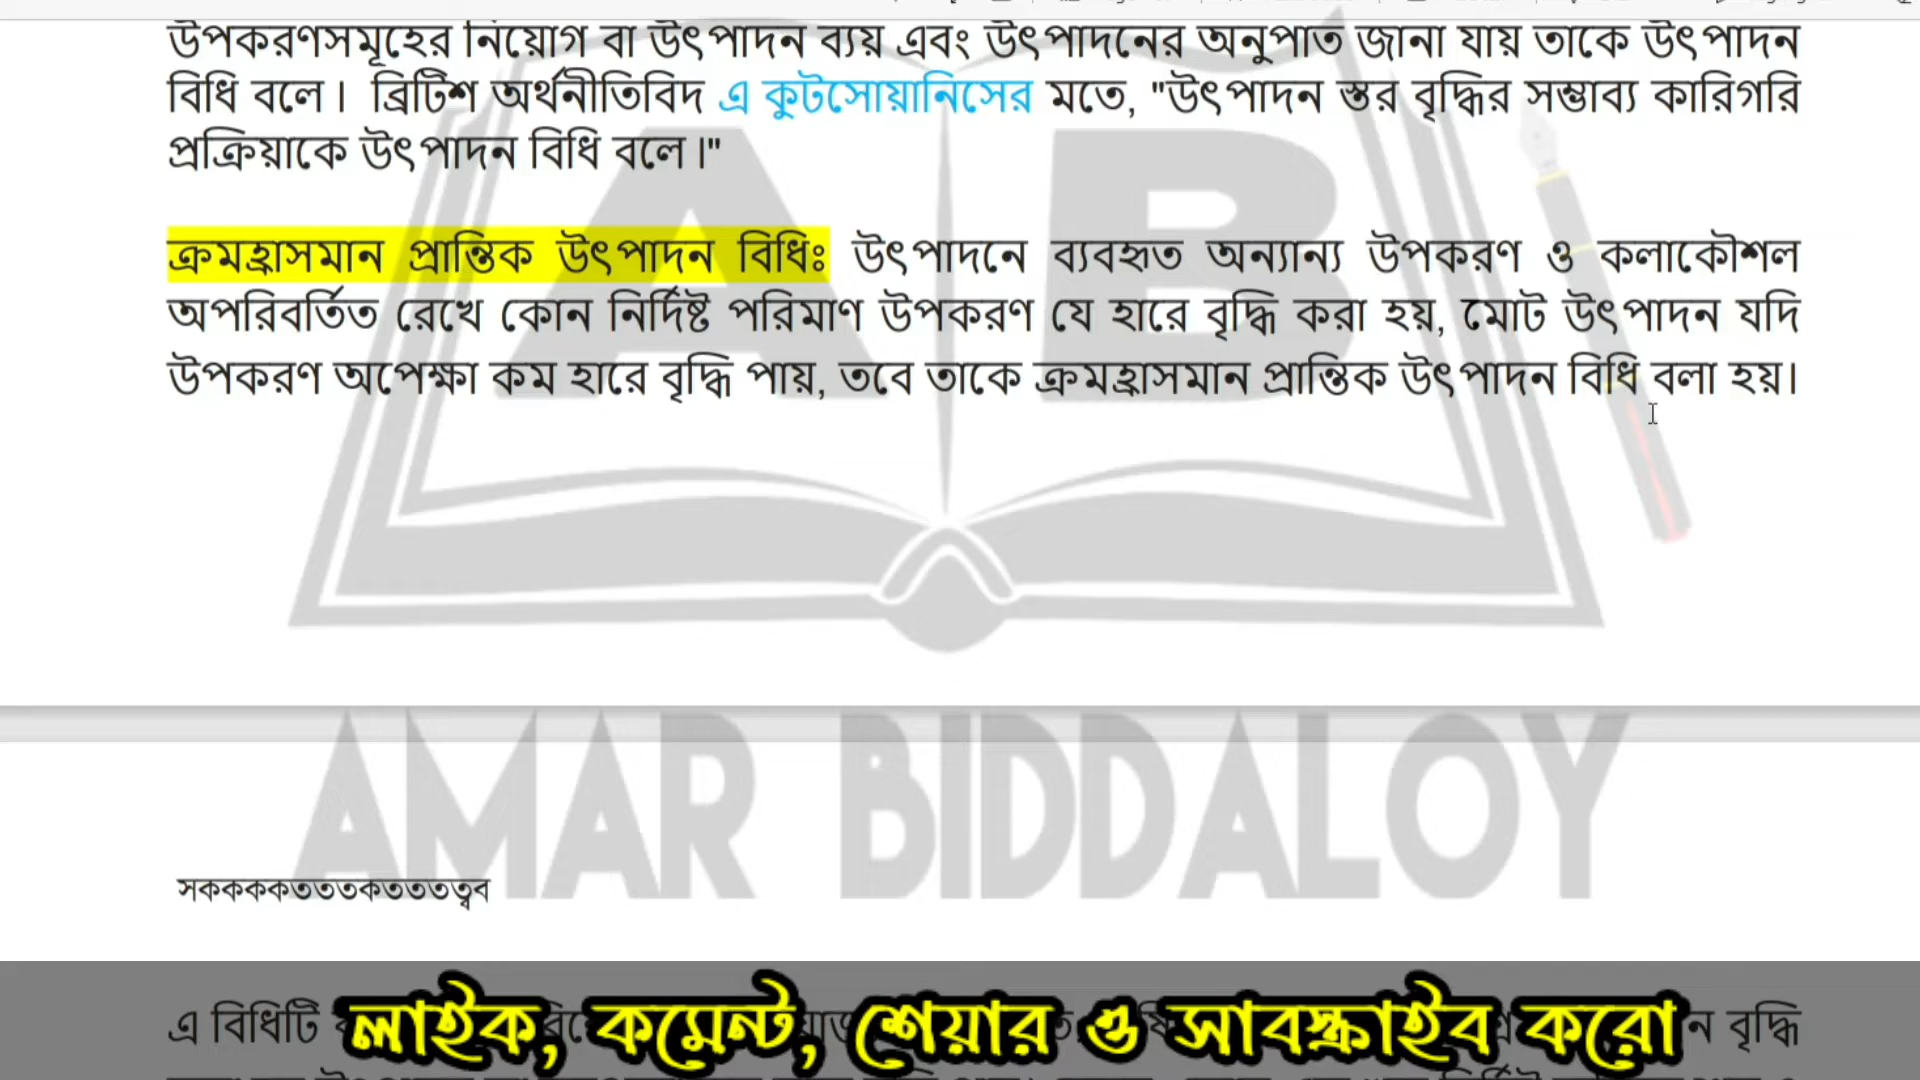 উপকরণসমূহের নিয়োগ বা উৎপাদন ব্যয় এবং উৎপাদনের অনুপাত জানা যায় তাকে উৎপাদন
বিধি বলে। ব্রিটিশ অর্থনীতিবিদ এ কুটসোয়ানিসের মতে, "উৎপাদন স্তর বৃদ্ধির সম্ভাব্য কারিগরি
প্রক্রিয়াকে উৎপাদন বিধি বলে।"
A B
ক্রমহ্রাসমান প্রান্তিক উৎপাদন বিধিঃ উৎপাদনে ব্যবহৃত অন্যান্য উপকরণ ও কলাকৌশল
অপরিবর্তিত রেখে কোন নির্দিষ্ট পরিমাণ উপকরণ যে হারে বৃদ্ধি করা হয়, মোট উৎপাদন যদি
উপকরণ অপেক্ষা কম হারে বৃদ্ধি পায়, তবে তাকে ক্রমহ্রাসমান প্রান্তিক উৎপাদন বিধি বলা হয়।
AMAR BIDDALOY
সককককতততকতততত্বব
এ বিধিটি ন বৃদ্ধি
লাইক, কমেন্ট, শেয়ার ও সাবস্ক্রাইব করো